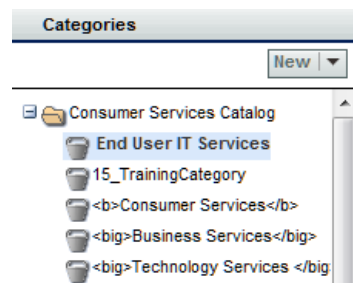 Categories
New
Consumer Services Catalog
End User IT Services
15_TrainingCategory
<b>Consumer Services</b>
<big>Business Services</big>
<big>Technology Services </big